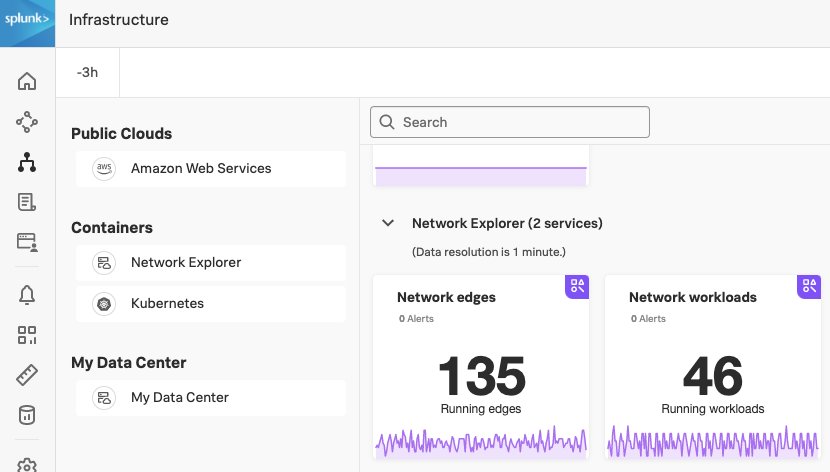 splunk>
Infrastructure
-3h
Public Clouds
aws
Amazon Web Services
Containers
Network Explorer
Kubernetes
My Data Center
My Data Center
Search
Network Explorer (2 services)
(Data resolution is 1 minute.)
Network edges
0 Alerts
135
Running edges
Network workloads
0 Alerts
46
Running workloads